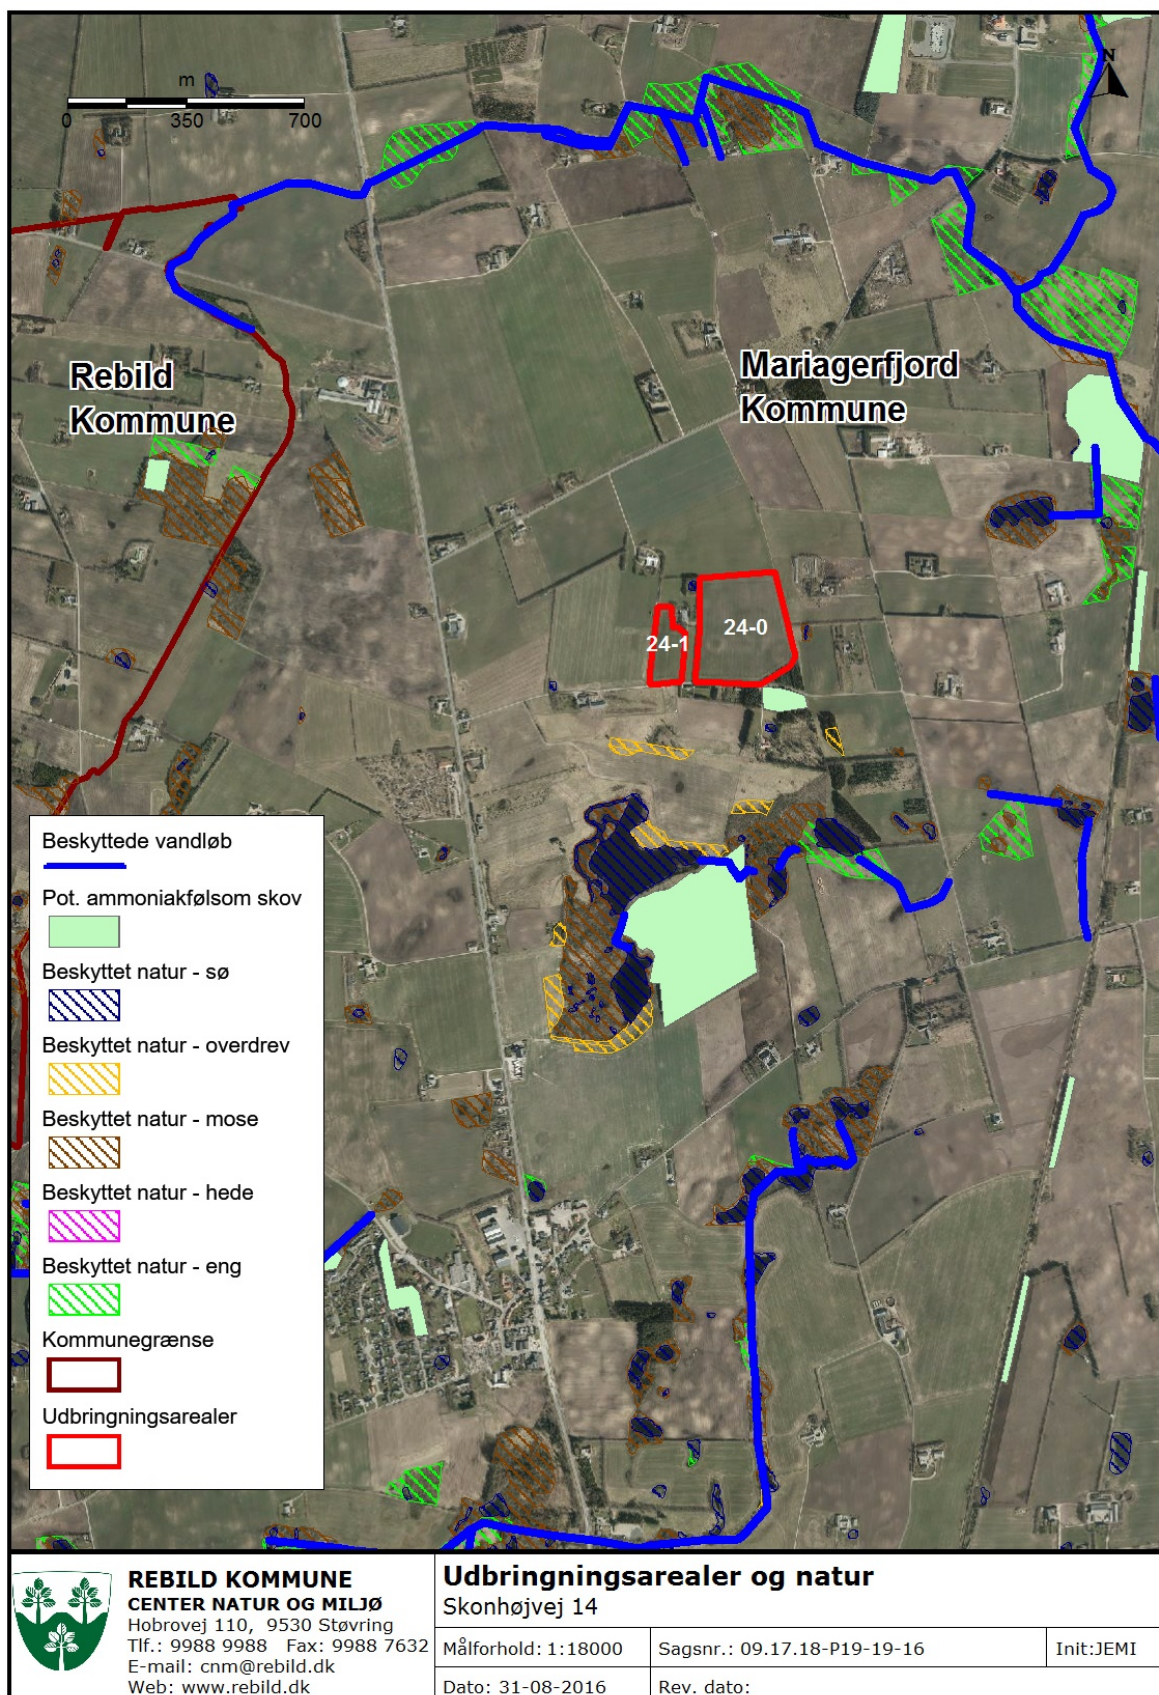 N
m
0 350 700
Rebild
Kommune
Mariagerfjord
Kommune
24-1
24-0
Beskyttede vandløb
Pot. ammoniakfølsom skov
Beskyttet natur - sø
Beskyttet natur - overdrev
Beskyttet natur - mose
Beskyttet natur - hede
Beskyttet natur - eng
Kommunegrænse
Udbringningsarealer
REBILD KOMMUNE
CENTER NATUR OG MILJØ
Hobrovej 110, 9530 Støvring
Tlf.: 9988 9988 Fax: 9988 7632
E-mail: cnm@rebild.dk
Web: www.rebild.dk
Udbringningsarealer og natur
Skonhøjvej 14
Målforhold: 1:18000
Sagsnr.: 09.17.18-P19-19-16
Init:JEMI
Dato: 31-08-2016
Rev. dato: